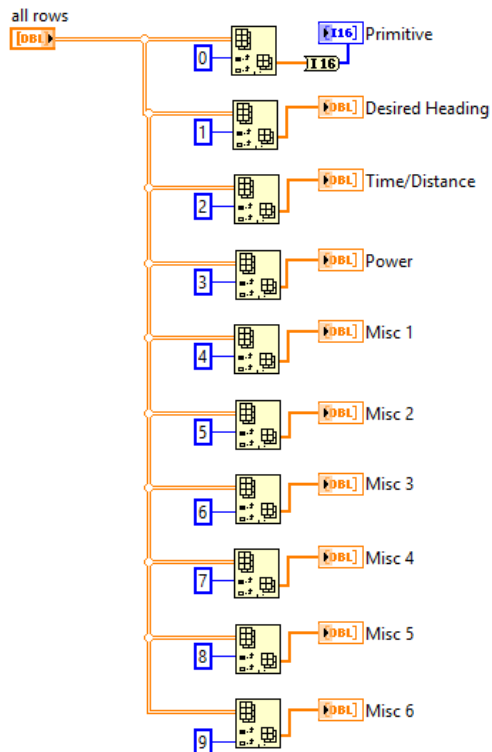 all rows
[DBL]
0
I16
[I16]
Primitive
1
DBL]
Desired Heading
2
DBL]
Time/Distance
3
DBL]
Power
4
DBL]
Misc 1
5
DBL]
Misc 2
6
DBL]
Misc 3
7
DBL]
Misc 4
8
DBL]
Misc 5
9
DBL]
Misc 6